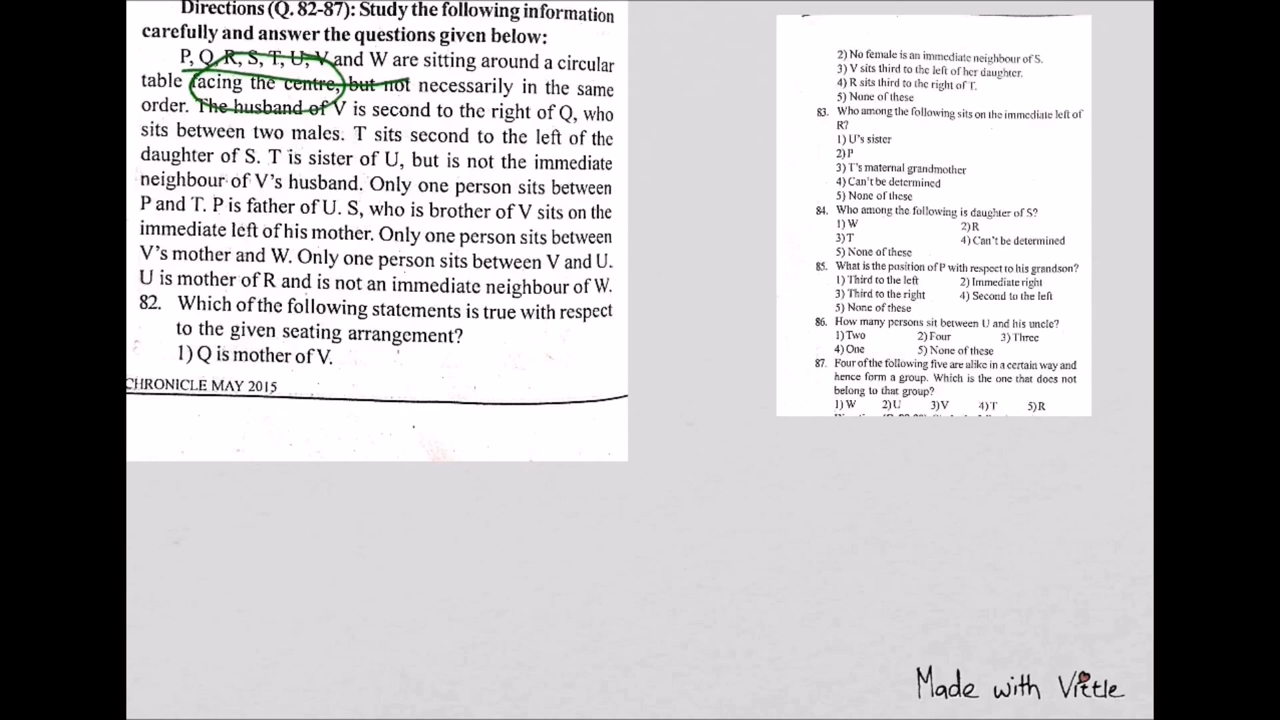 Directions (Q. 82-87): Study the following information
carefully and answer the questions given below:
P, Q, R, S, T, U, V and W are sitting around a circular
table facing the centre, but not necessarily in the same
order. The husband of V is second to the right of Q, who
sits between two males. T sits second to the left of the
daughter of S. T is sister of U, but is not the immediate
neighbour of V's husband. Only one person sits between
P and T. P is father of U. S, who is brother of V sits on the
immediate left of his mother. Only one person sits between
V's mother and W. Only one person sits between V and U.
U is mother of R and is not an immediate neighbour of W.
82. Which of the following statements is true with respect
to the given seating arrangement?
1) Q is mother of V.
CHRONICLE MAY 2015
2) No female is an immediate neighbour of S.
3) V sits third to the left of her daughter.
4) R sits third to the right of T.
5) None of these
83. Who among the following sits on the immediate left of
R?
1) U's sister
2) P
3) T's maternal grandmother
4) Can't be determined
5) None of these
84. Who among the following is daughter of S?
1) W 2) R
3) T 4) Can't be determined
5) None of these
85. What is the position of P with respect to his grandson?
1) Third to the left 2) Immediate right
3) Third to the right 4) Second to the left
5) None of these
86. How many persons sit between U and his uncle?
1) Two 2) Four 3) Three
4) One 5) None of these
87. Four of the following five are alike in a certain way and
hence form a group. Which is the one that does not
belong to that group?
1) W 2) U 3) V 4) T 5) R
Made with Vittle